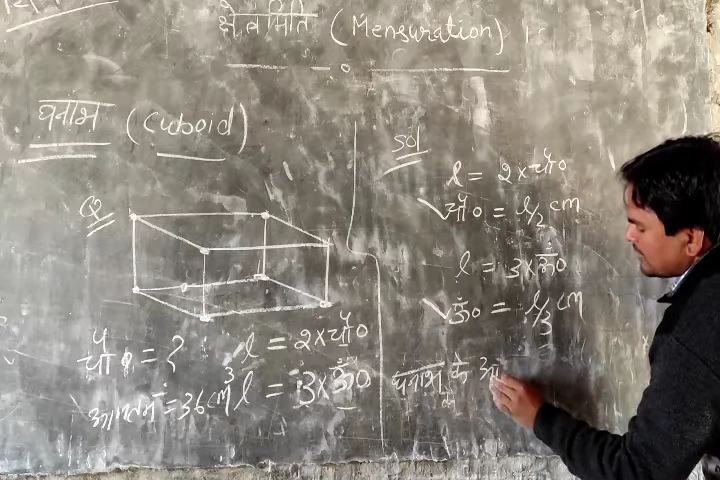 क्षेत्रमिति (Mensuration)
घनाभ (Cuboid)
Q
चौ० = ?
आयतन = 36 cm³
l = 2 × चौ०
l = 3 × ऊँ०
Sol
l = 2 × चौ०
चौ० = l/2 cm
l = 3 × ऊँ०
ऊँ० = l/3 cm
घनाभ का